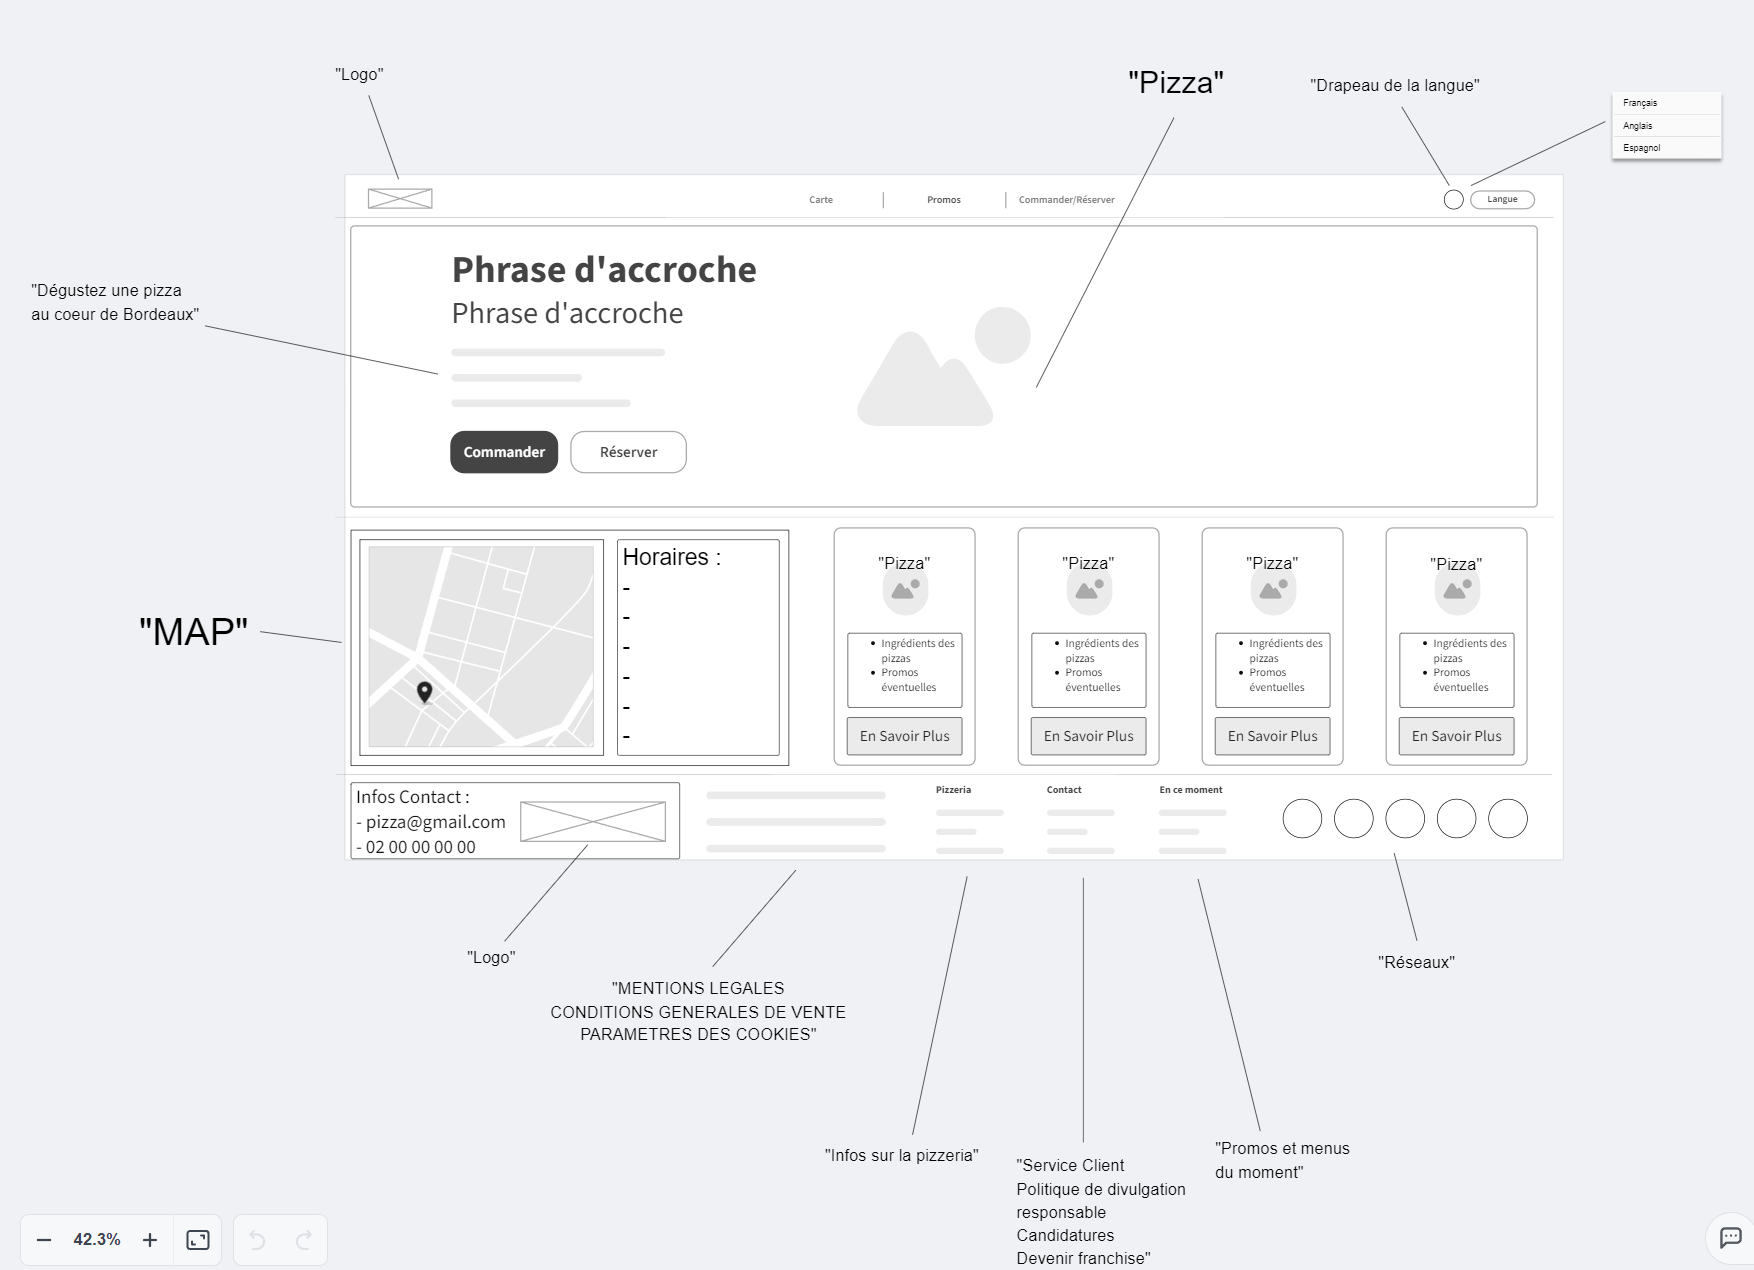 "Logo"
"Pizza"
"Drapeau de la langue"
Français
Anglais
Espagnol
Carte
Promos
Commander/Réserver
Langue
Phrase d'accroche
Phrase d'accroche
"Dégustez une pizza
au coeur de Bordeaux"
Commander
Réserver
"MAP"
Horaires :
-
-
-
-
-
-
"Pizza"
• Ingrédients des
pizzas
• Promos
éventuelles
En Savoir Plus
"Pizza"
• Ingrédients des
pizzas
• Promos
éventuelles
En Savoir Plus
"Pizza"
• Ingrédients des
pizzas
• Promos
éventuelles
En Savoir Plus
"Pizza"
• Ingrédients des
pizzas
• Promos
éventuelles
En Savoir Plus
Infos Contact :
- pizza@gmail.com
- 02 00 00 00 00
Pizzeria
Contact
En ce moment
"Logo"
"MENTIONS LEGALES
CONDITIONS GENERALES DE VENTE
PARAMETRES DES COOKIES"
"Réseaux"
"Infos sur la pizzeria"
"Service Client
Politique de divulgation
responsable
Candidatures
Devenir franchise"
"Promos et menus
du moment"
42.3%